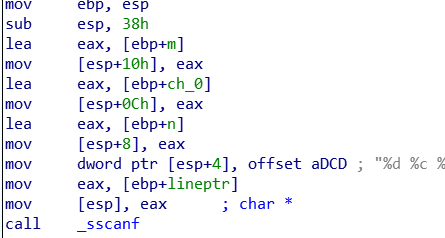 mov ebp, esp
sub esp, 38h
lea eax, [ebp+m]
mov [esp+10h], eax
lea eax, [ebp+ch_0]
mov [esp+0Ch], eax
lea eax, [ebp+n]
mov [esp+8], eax
mov dword ptr [esp+4], offset aDCD ; "%d %c %
mov eax, [ebp+lineptr]
mov [esp], eax ; char *
call _sscanf